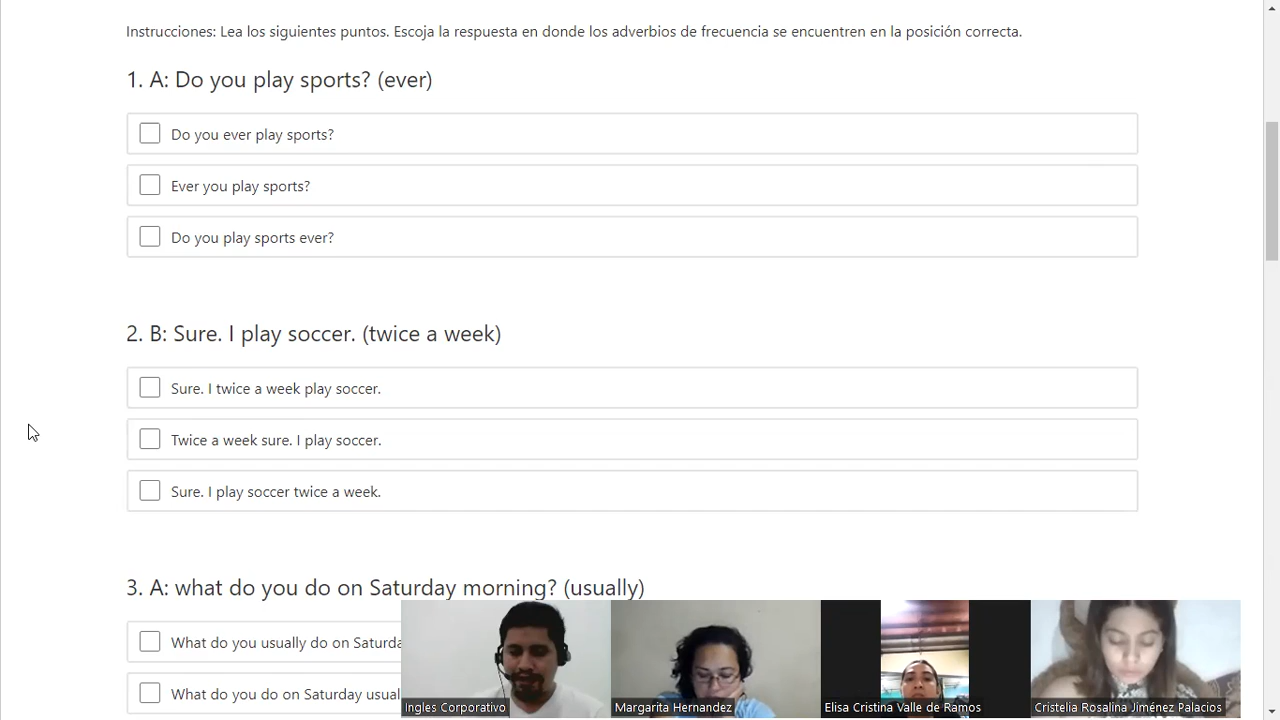 Instrucciones: Lea los siguientes puntos. Escoja la respuesta en donde los adverbios de frecuencia se encuentren en la posición correcta.
1. A: Do you play sports? (ever)
Do you ever play sports?
Ever you play sports?
Do you play sports ever?
2. B: Sure. I play soccer. (twice a week)
Sure. I twice a week play soccer.
Twice a week sure. I play soccer.
Sure. I play soccer twice a week.
3. A: what do you do on Saturday morning? (usually)
What do you usually do on Saturda
What do you do on Saturday usual
Ingles Corporativo
Margarita Hernandez
Elisa Cristina Valle de Ramos
Cristelia Rosalina Jiménez Palacios